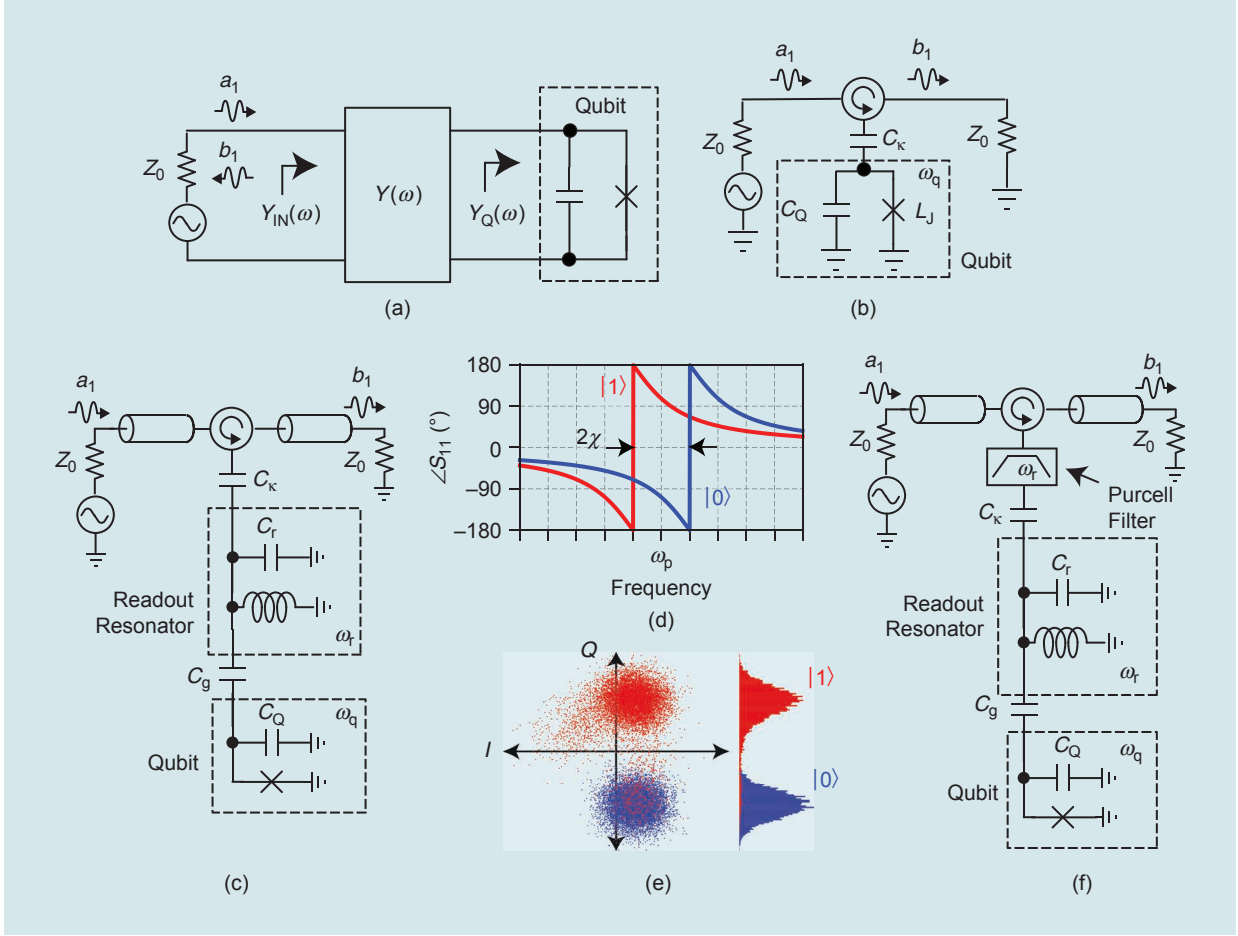 a1
b1
Z0
YIN(ω)
Y(ω)
YQ(ω)
Qubit
(a)
a1
b1
Z0
Z0
Cκ
ωq
CQ
LJ
Qubit
(b)
a1
b1
Z0
Z0
Cκ
Cr
Readout
Resonator
ωr
Cg
CQ
ωq
Qubit
(c)
180
90
0
–90
–180
∠S11 (°)
|1⟩
2χ
|0⟩
ωp
Frequency
(d)
Q
I
|1⟩
|0⟩
(e)
a1
b1
Z0
Z0
ωr
Purcell
Filter
Cκ
Cr
Readout
Resonator
ωr
Cg
CQ
ωq
Qubit
(f)